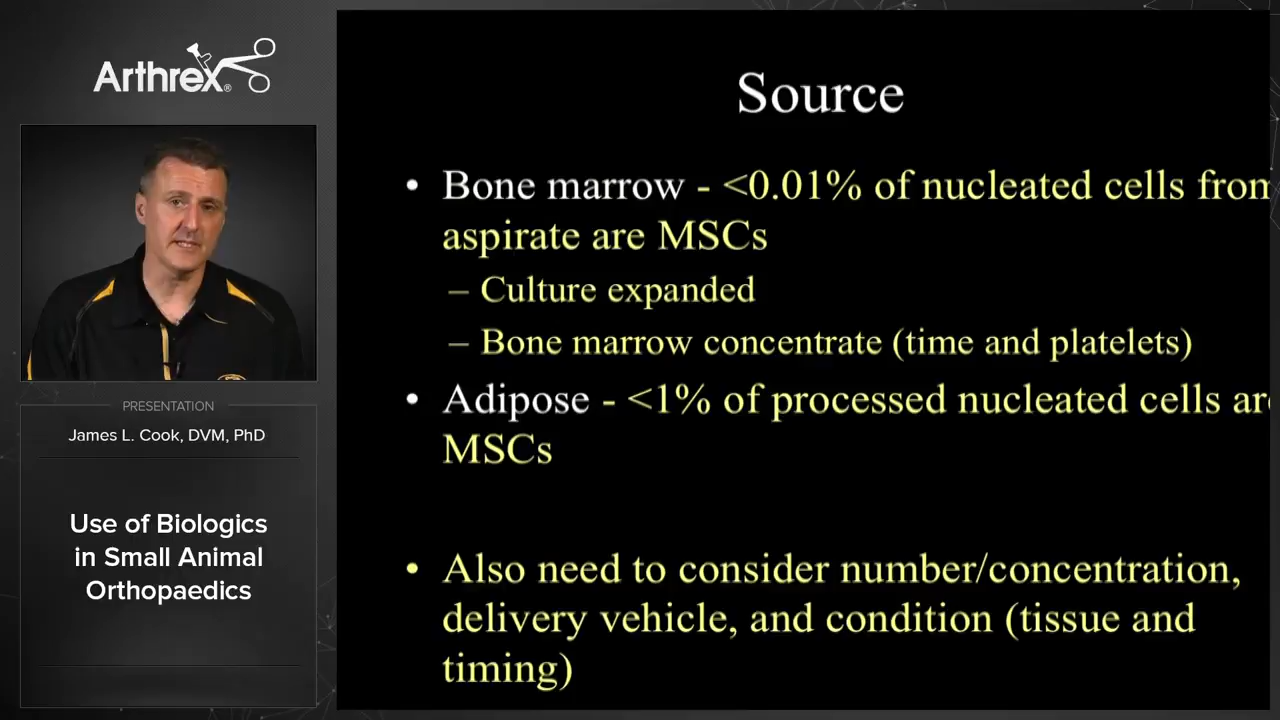 Arthrex®
PRESENTATION
James L. Cook, DVM, PhD
Use of Biologics
in Small Animal
Orthopaedics
Source
• Bone marrow - <0.01% of nucleated cells from
aspirate are MSCs
– Culture expanded
– Bone marrow concentrate (time and platelets)
• Adipose - <1% of processed nucleated cells are
MSCs
• Also need to consider number/concentration,
delivery vehicle, and condition (tissue and
timing)